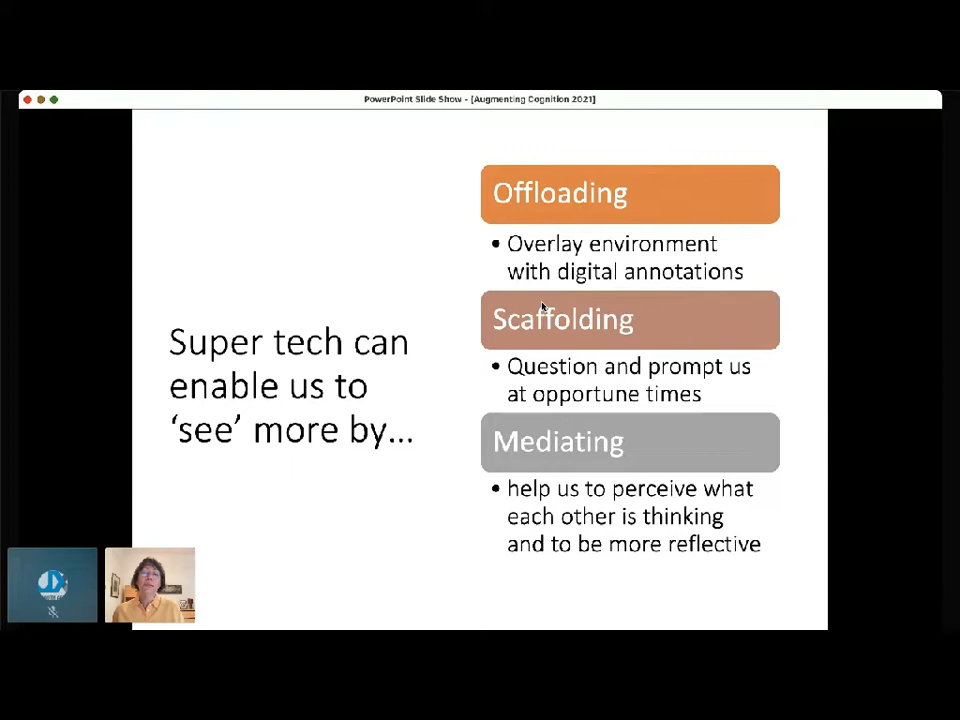 PowerPoint Slide Show - [Augmenting Cognition 2021]
Super tech can
enable us to
‘see’ more by...
Offloading
• Overlay environment
with digital annotations
Scaffolding
• Question and prompt us
at opportune times
Mediating
• help us to perceive what
each other is thinking
and to be more reflective